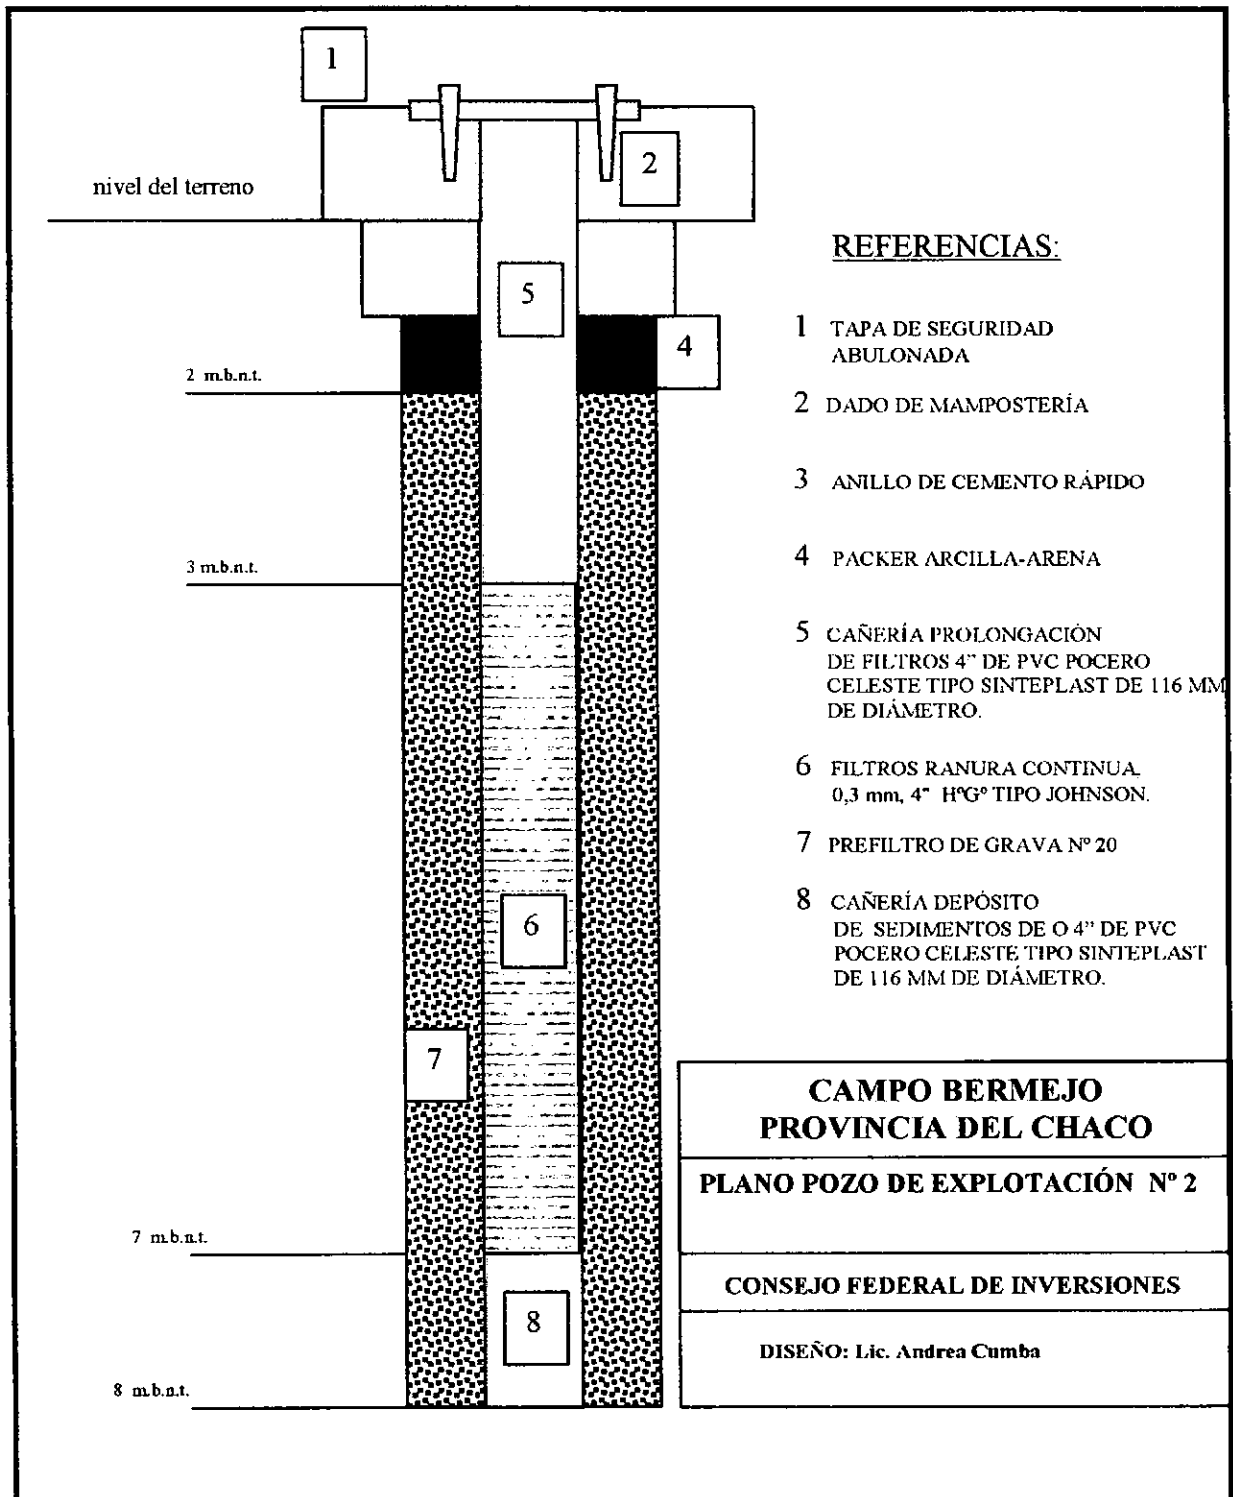 1
2
nivel del terreno
5
4
2 m.b.n.t.
3 m.b.n.t.
6
7
7 m.b.n.t.
8
8 m.b.n.t.
REFERENCIAS:
1 TAPA DE SEGURIDAD
ABULONADA
2 DADO DE MAMPOSTERÍA
3 ANILLO DE CEMENTO RÁPIDO
4 PACKER ARCILLA-ARENA
5 CAÑERÍA PROLONGACIÓN
DE FILTROS 4" DE PVC POCERO
CELESTE TIPO SINTEPLAST DE 116 MM
DE DIÁMETRO.
6 FILTROS RANURA CONTINUA
0,3 mm, 4" HºGº TIPO JOHNSON.
7 PREFILTRO DE GRAVA Nº 20
8 CAÑERÍA DEPÓSITO
DE SEDIMENTOS DE O 4" DE PVC
POCERO CELESTE TIPO SINTEPLAST
DE 116 MM DE DIÁMETRO.
CAMPO BERMEJO
PROVINCIA DEL CHACO
PLANO POZO DE EXPLOTACIÓN Nº 2
CONSEJO FEDERAL DE INVERSIONES
DISEÑO: Lic. Andrea Cumba